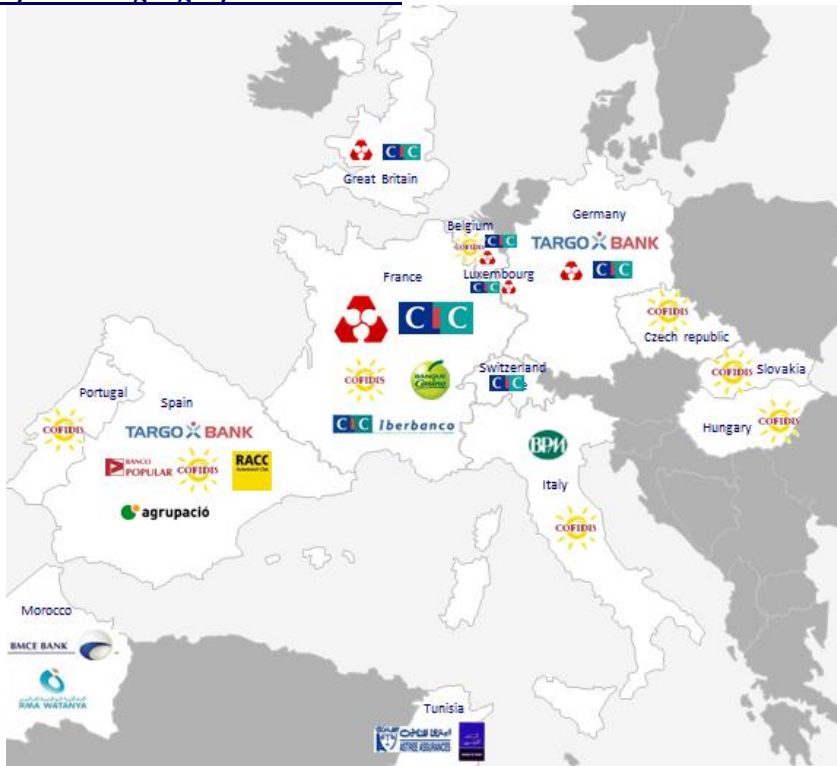 Great Britain
CIC
Belgium
COFIDIS
CIC
Germany
TARGO BANK
CIC
France
Luxembourg
CIC
CIC
COFIDIS
Czech republic
COFIDIS
BANQUE
Casino
Switzerland
CIC
COFIDIS
Slovakia
Portugal
COFIDIS
Spain
TARGO BANK
BANCO
POPULAR
COFIDIS
RACC
agrupació
CIC Iberbanco
Hungary
COFIDIS
BPM
Italy
COFIDIS
Morocco
BMCE BANK
RMA WATANYA
Tunisia
ASTREE ASSURANCES